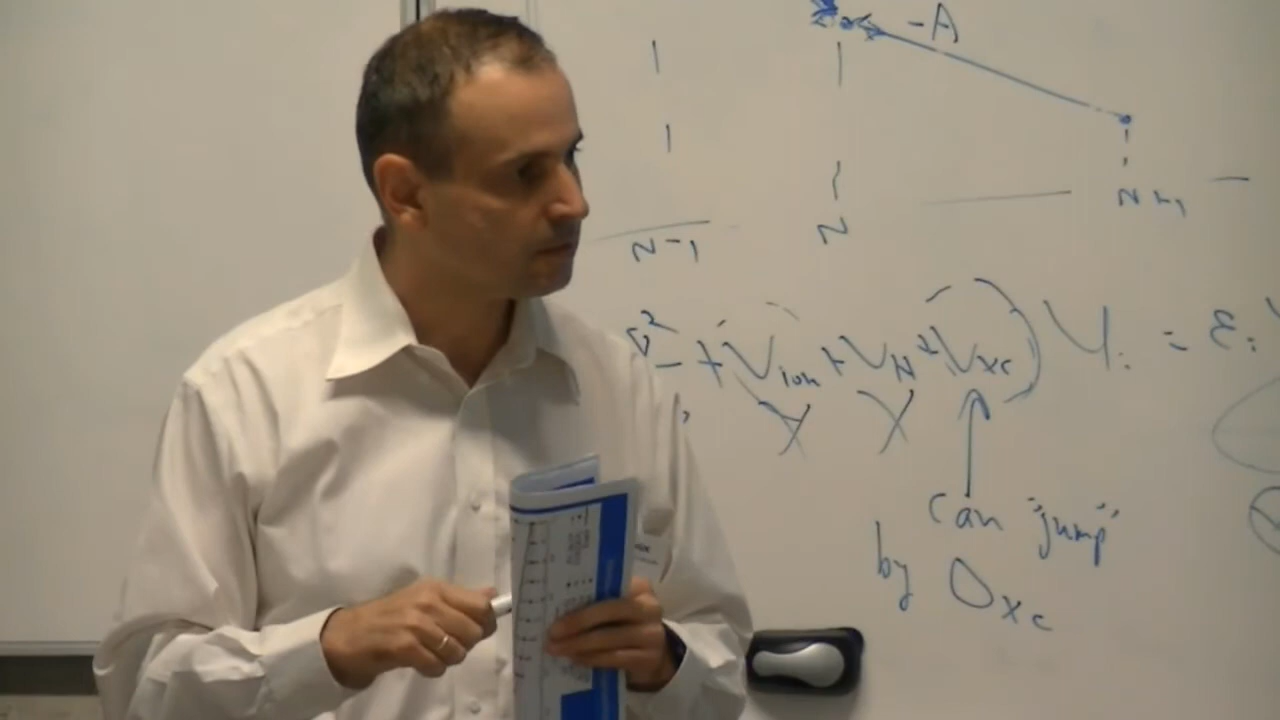 -A
N-1 N N+1
∇² + V_ion + V_H + V_xc ) Ψ_i = ε_i
can "jump"
by Δ_xc